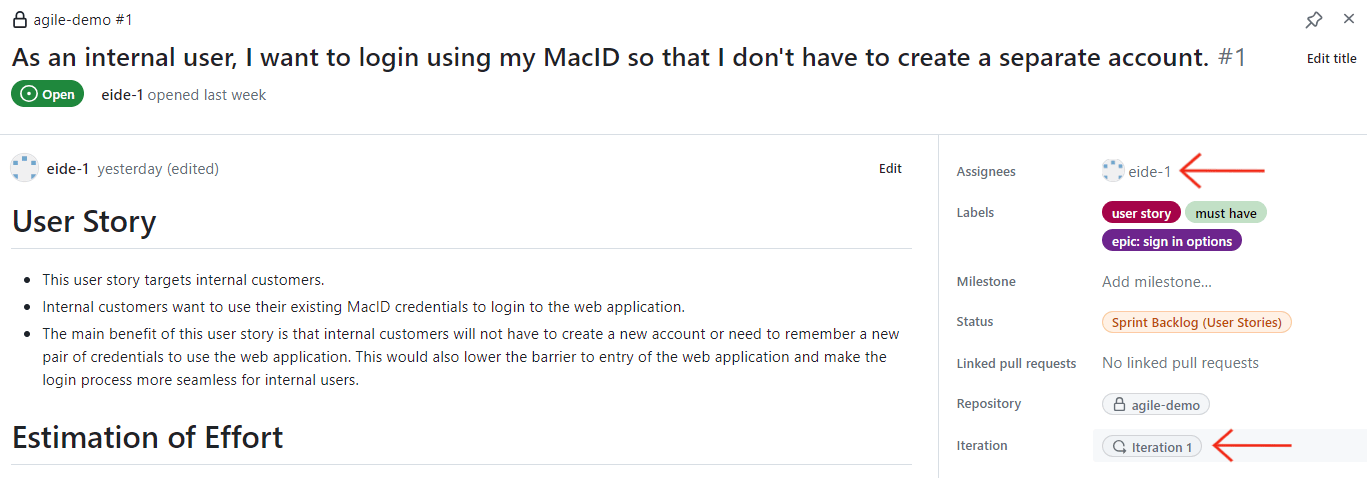 agile-demo #1
As an internal user, I want to login using my MacID so that I don't have to create a separate account. #1
Edit title
Open
eide-1 opened last week
eide-1 yesterday (edited)
Edit
User Story
• This user story targets internal customers.
• Internal customers want to use their existing MacID credentials to login to the web application.
• The main benefit of this user story is that internal customers will not have to create a new account or need to remember a new
pair of credentials to use the web application. This would also lower the barrier to entry of the web application and make the
login process more seamless for internal users.
Estimation of Effort
Assignees
eide-1
Labels
user story must have
epic: sign in options
Milestone
Add milestone...
Status
Sprint Backlog (User Stories)
Linked pull requests
No linked pull requests
Repository
agile-demo
Iteration
Iteration 1